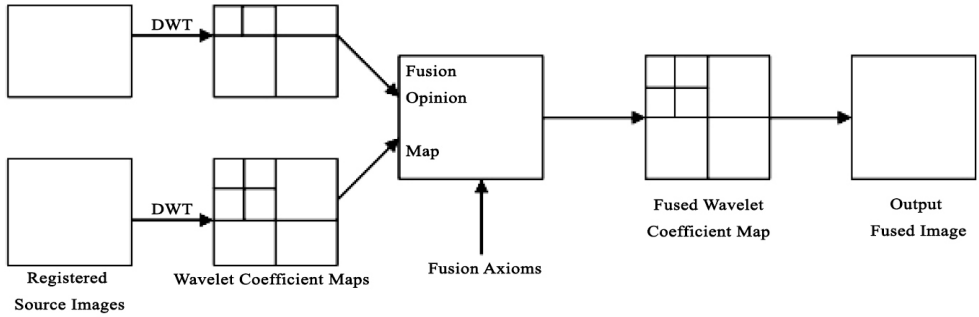 DWT
Fusion
Opinion
Map
DWT
Registered
Source Images
Wavelet Coefficient Maps
Fusion Axioms
Fused Wavelet
Coefficient Map
Output
Fused Image